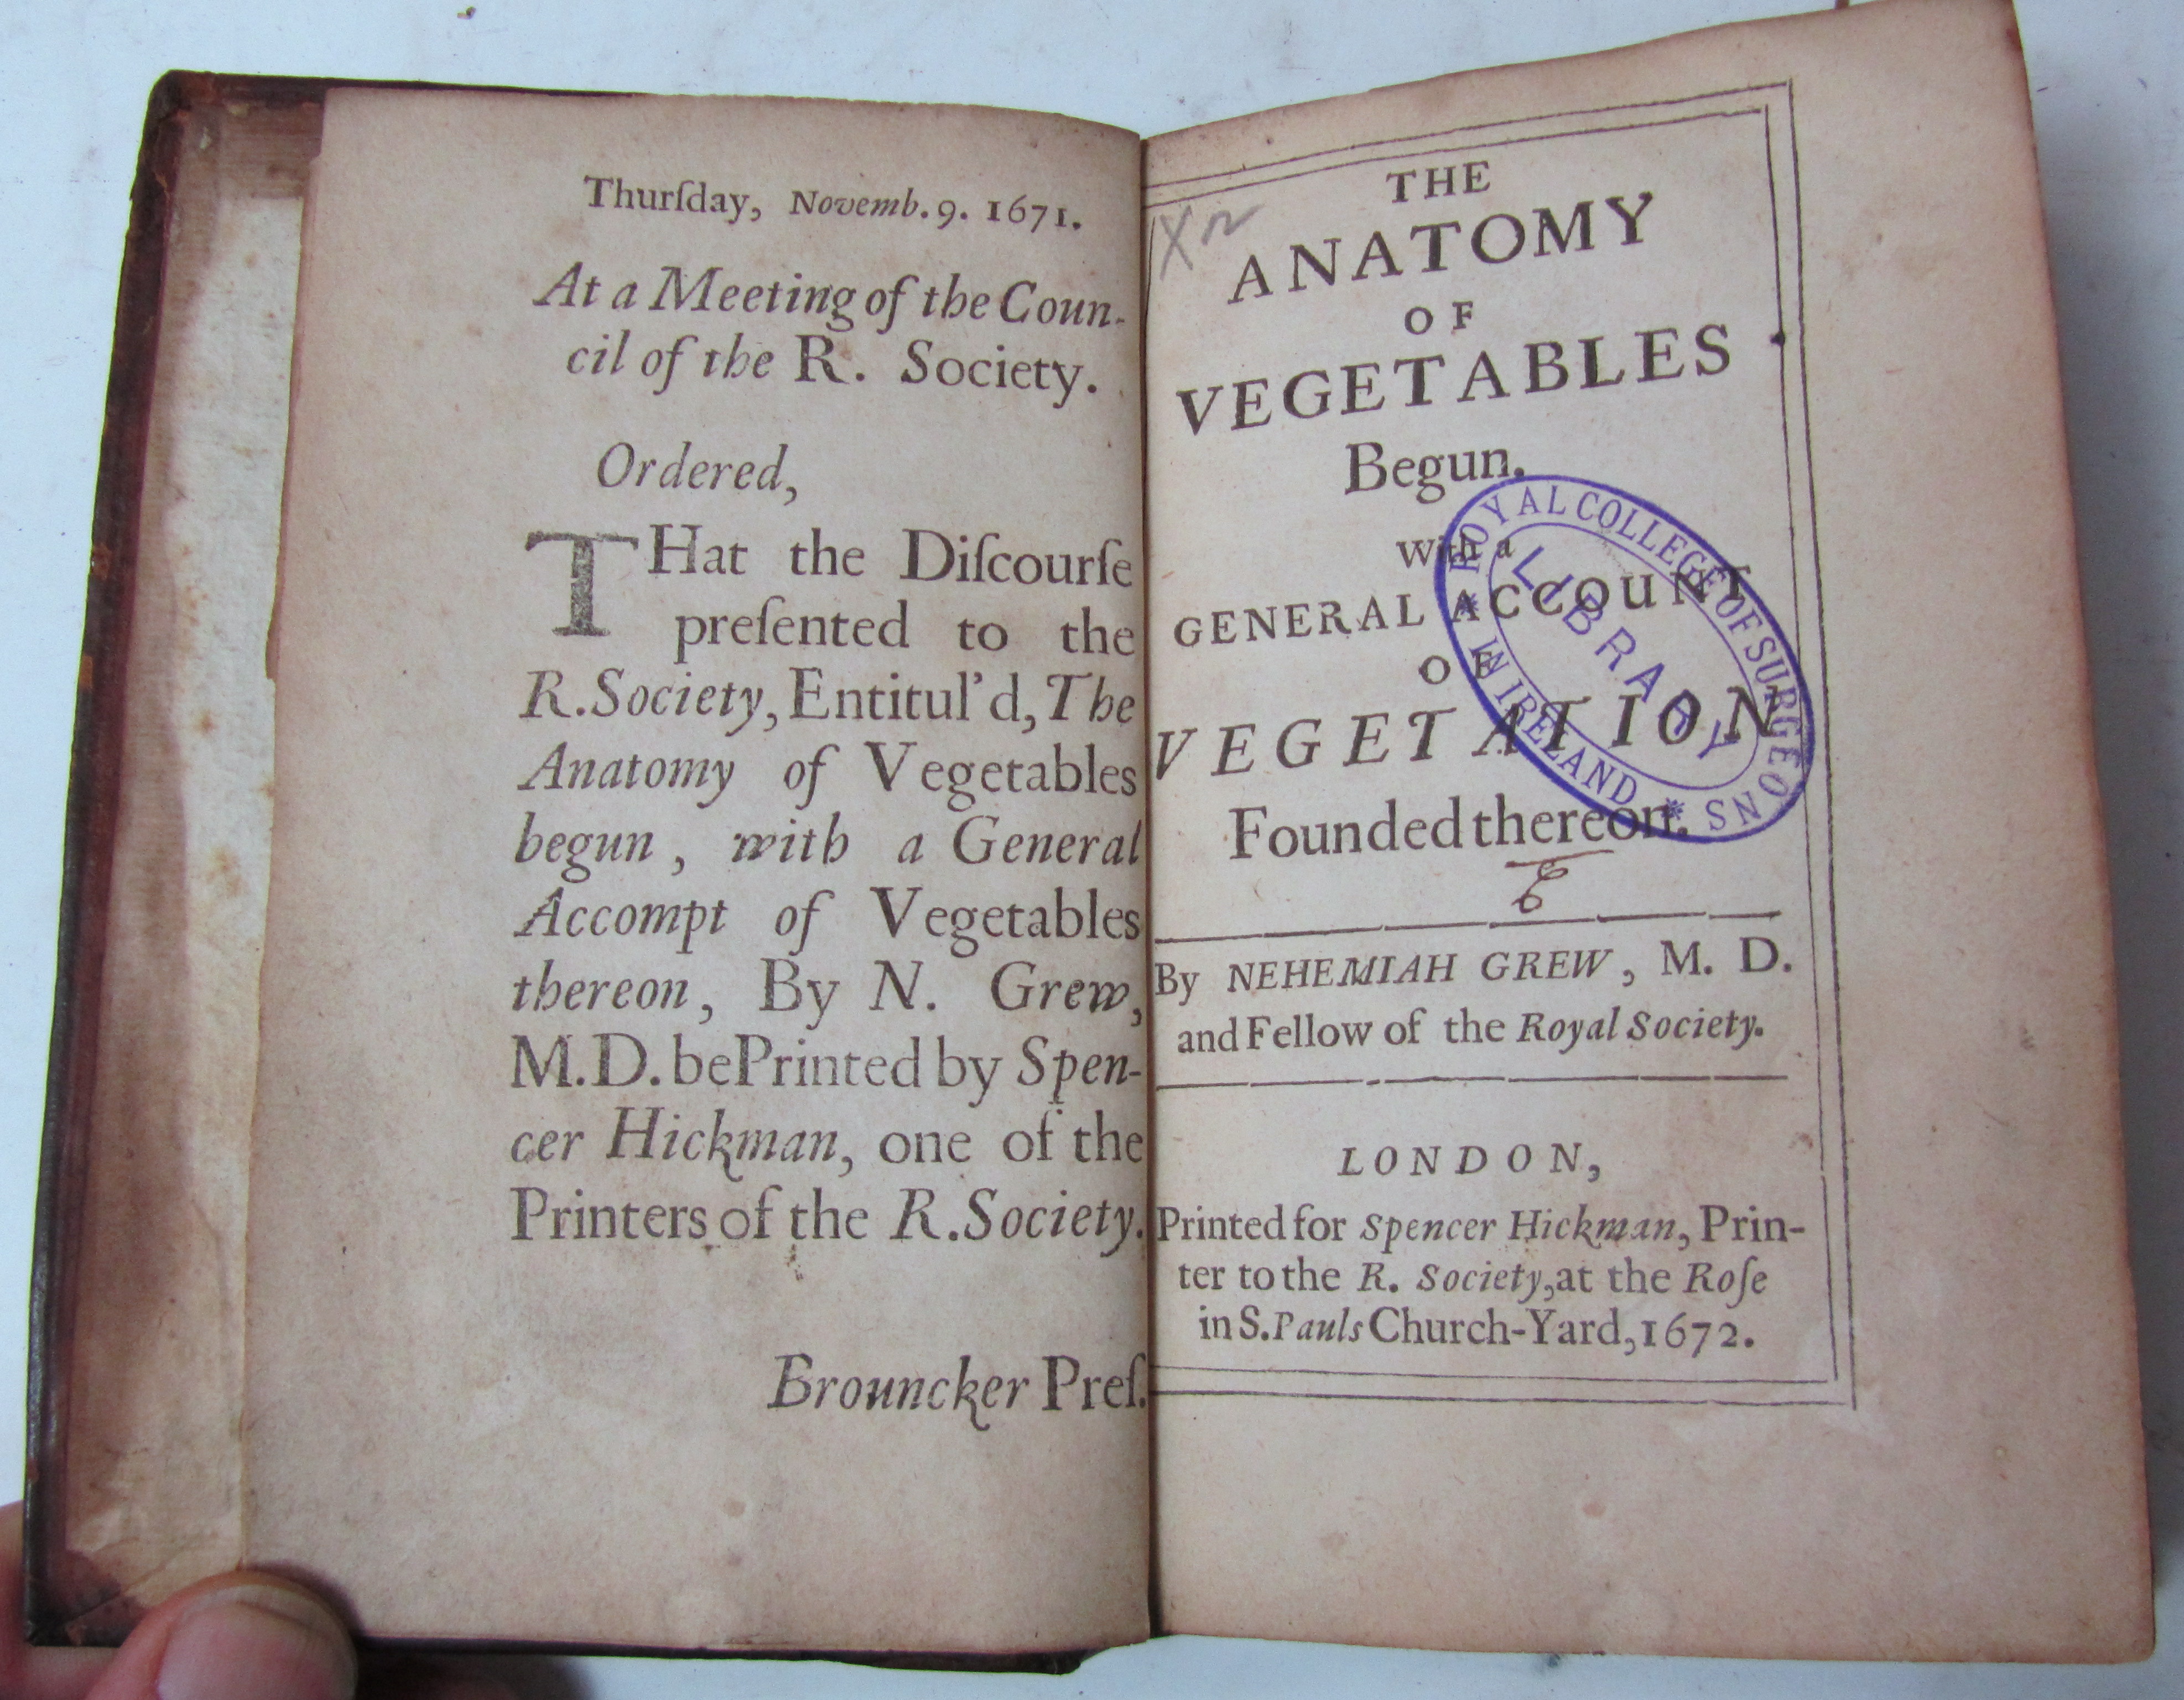 Thurſday, Novemb. 9. 1671.
At a Meeting of the Coun-
cil of the R. Society.
Ordered,
THat the Diſcourſe
preſented to the
R. Society, Entitul'd, The
Anatomy of Vegetables
begun, with a General
Accompt of Vegetables
thereon, By N. Grew,
M.D. be Printed by Spen-
cer Hickman, one of the
Printers of the R. Society.
Brouncker Preſ.
THE
ANATOMY
OF
VEGETABLES
Begun.
With a
GENERAL ACCOUNT
OF
VEGETATION
Founded thereon.
By NEHEMIAH GREW, M. D.
and Fellow of the Royal Society.
LONDON,
Printed for Spencer Hickman, Prin-
ter to the R. Society, at the Roſe
in S. Pauls Church-Yard, 1672.
ROYAL COLLEGE OF SURGEONS
* IN IRELAND *
LIBRARY